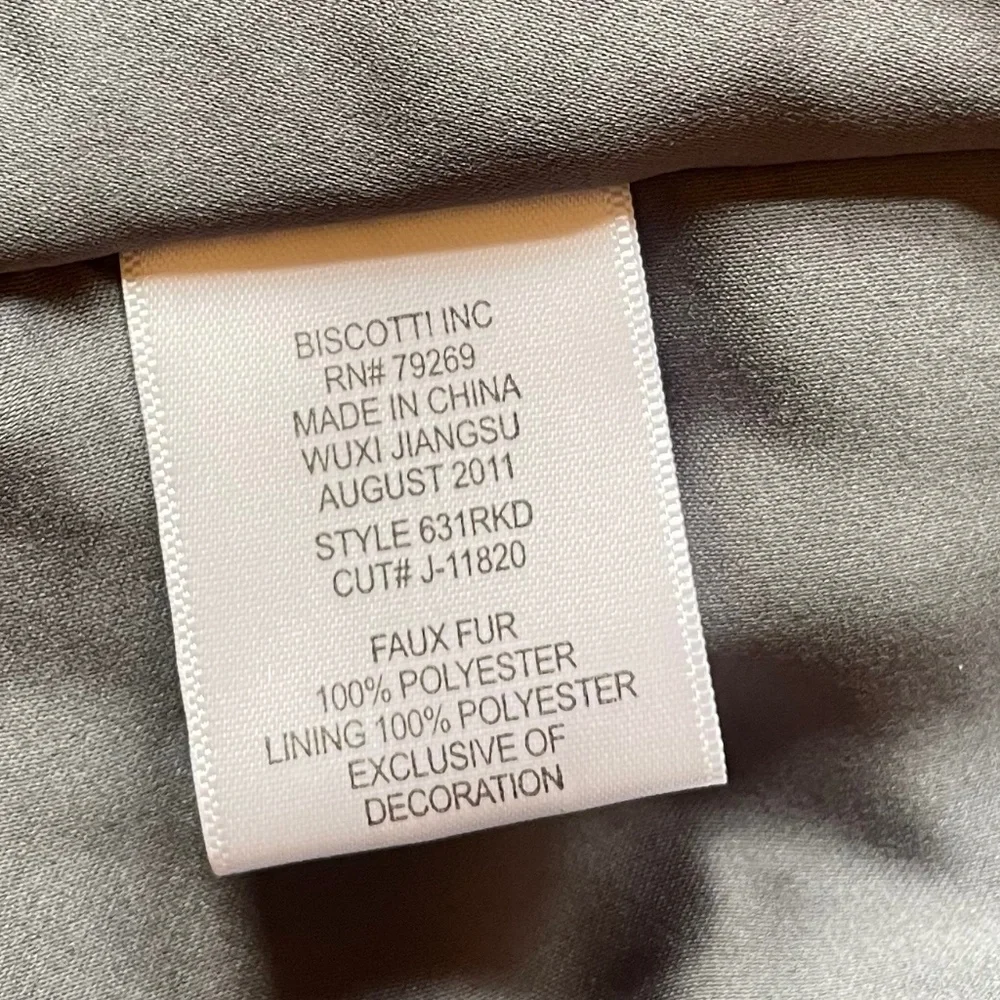 BISCOTTI INC
RN# 79269
MADE IN CHINA
WUXI JIANGSU
AUGUST 2011
STYLE 631RKD
CUT# J-11820
FAUX FUR
100% POLYESTER
LINING 100% POLYESTER
EXCLUSIVE OF
DECORATION